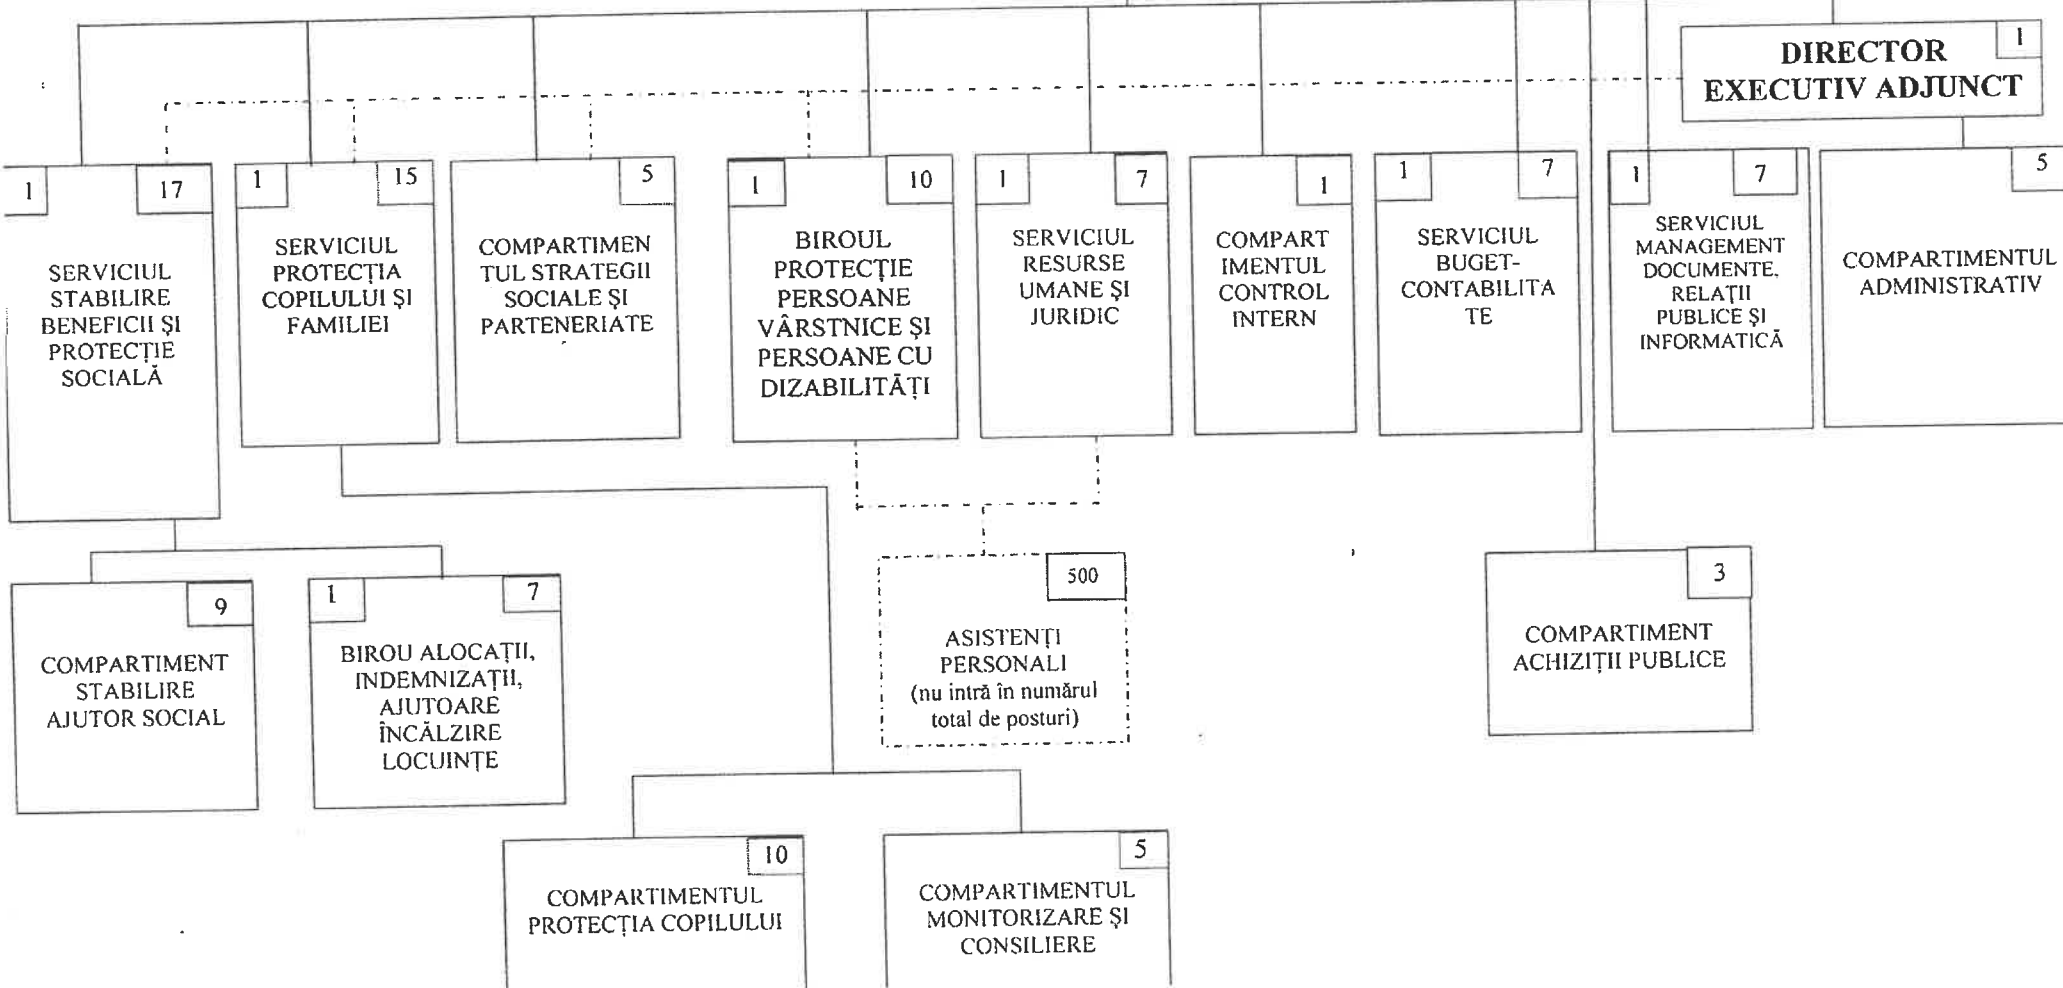 DIRECTOR
EXECUTIV ADJUNCT
1
1
17
SERVICIUL
STABILIRE
BENEFICII ȘI
PROTECȚIE
SOCIALĂ
1
15
SERVICIUL
PROTECȚIA
COPILULUI ȘI
FAMILIEI
5
COMPARTIMEN
TUL STRATEGII
SOCIALE ȘI
PARTENERIATE
1
10
BIROUL
PROTECȚIE
PERSOANE
VÂRSTNICE ȘI
PERSOANE CU
DIZABILITĂȚI
1
7
SERVICIUL
RESURSE
UMANE ȘI
JURIDIC
1
COMPART
IMENTUL
CONTROL
INTERN
1
7
SERVICIUL
BUGET-
CONTABILITA
TE
1
7
SERVICIUL
MANAGEMENT
DOCUMENTE,
RELAȚII
PUBLICE ȘI
INFORMATICĂ
5
COMPARTIMENTUL
ADMINISTRATIV
9
COMPARTIMENT
STABILIRE
AJUTOR SOCIAL
1
7
BIROU ALOCAȚII,
INDEMNIZAȚII,
AJUTOARE
ÎNCĂLZIRE
LOCUINȚE
500
ASISTENȚI
PERSONALI
(nu intră în numărul
total de posturi)
3
COMPARTIMENT
ACHIZIȚII PUBLICE
10
COMPARTIMENTUL
PROTECȚIA COPILULUI
5
COMPARTIMENTUL
MONITORIZARE ȘI
CONSILIERE